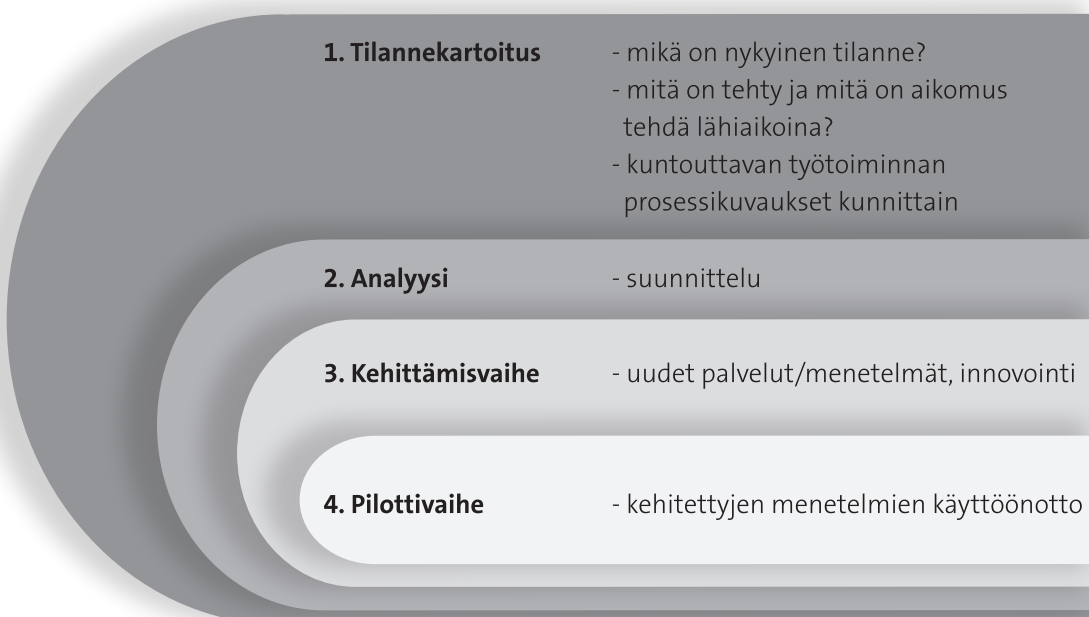 1. Tilannekartoitus - mikä on nykyinen tilanne?
- mitä on tehty ja mitä on aikomus
tehdä lähiaikoina?
- kuntouttavan työtoiminnan
prosessikuvaukset kunnittain
2. Analyysi - suunnittelu
3. Kehittämisvaihe - uudet palvelut/menetelmät, innovointi
4. Pilottivaihe - kehitettyjen menetelmien käyttöönotto